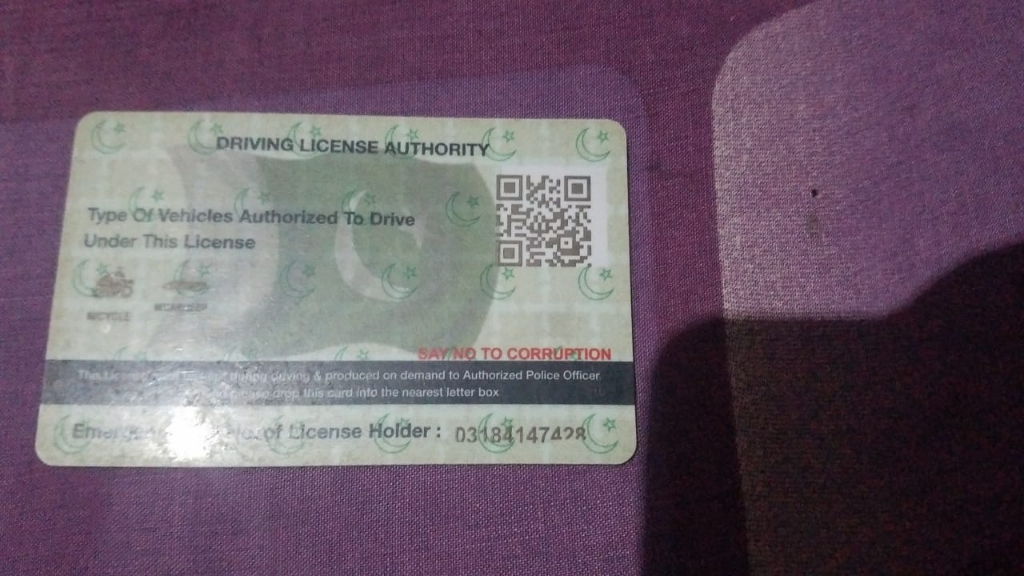 DRIVING LICENSE AUTHORITY
Type Of Vehicles Authorized To Drive
Under This License
SAY NO TO CORRUPTION
during driving & produced on demand to Authorized Police Officer
please drop this card into the nearest letter box
of License Holder : 03184147428